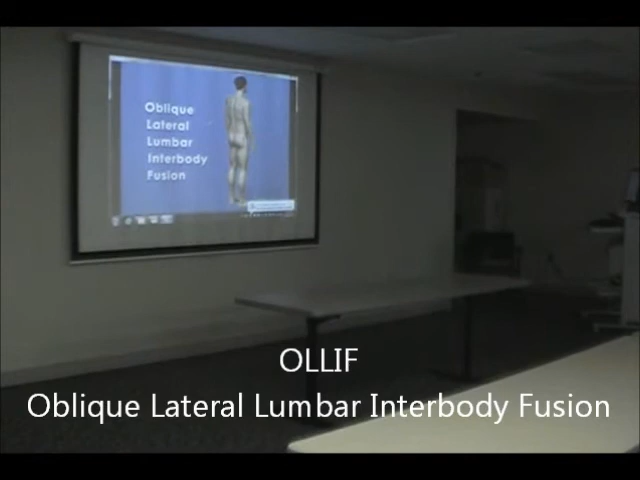 Oblique
Lateral
Lumbar
Interbody
Fusion
OLLIF
Oblique Lateral Lumbar Interbody Fusion